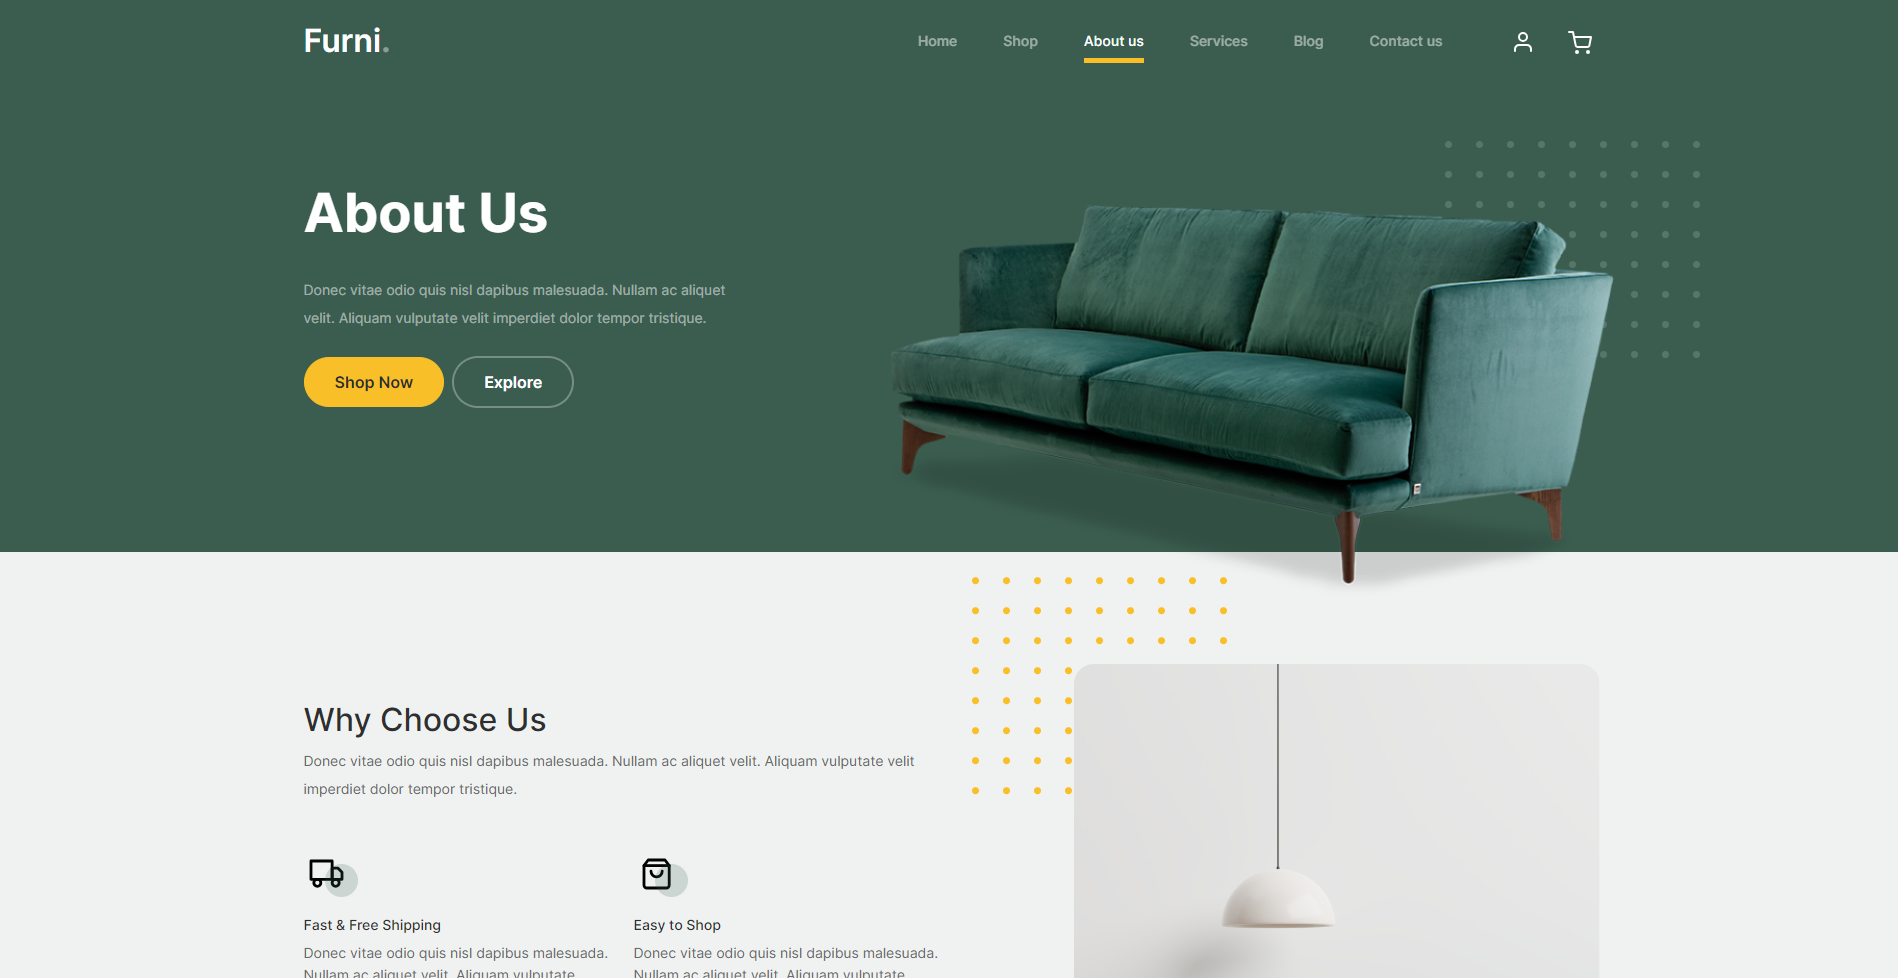 Furni.
Home
Shop
About us
Services
Blog
Contact us
About Us
Donec vitae odio quis nisl dapibus malesuada. Nullam ac aliquet
velit. Aliquam vulputate velit imperdiet dolor tempor tristique.
Shop Now
Explore
Why Choose Us
Donec vitae odio quis nisl dapibus malesuada. Nullam ac aliquet velit. Aliquam vulputate velit
imperdiet dolor tempor tristique.
Fast & Free Shipping
Donec vitae odio quis nisl dapibus malesuada.
Nullam ac aliquet velit. Aliquam vulputate
Easy to Shop
Donec vitae odio quis nisl dapibus malesuada.
Nullam ac aliquet velit. Aliquam vulputate